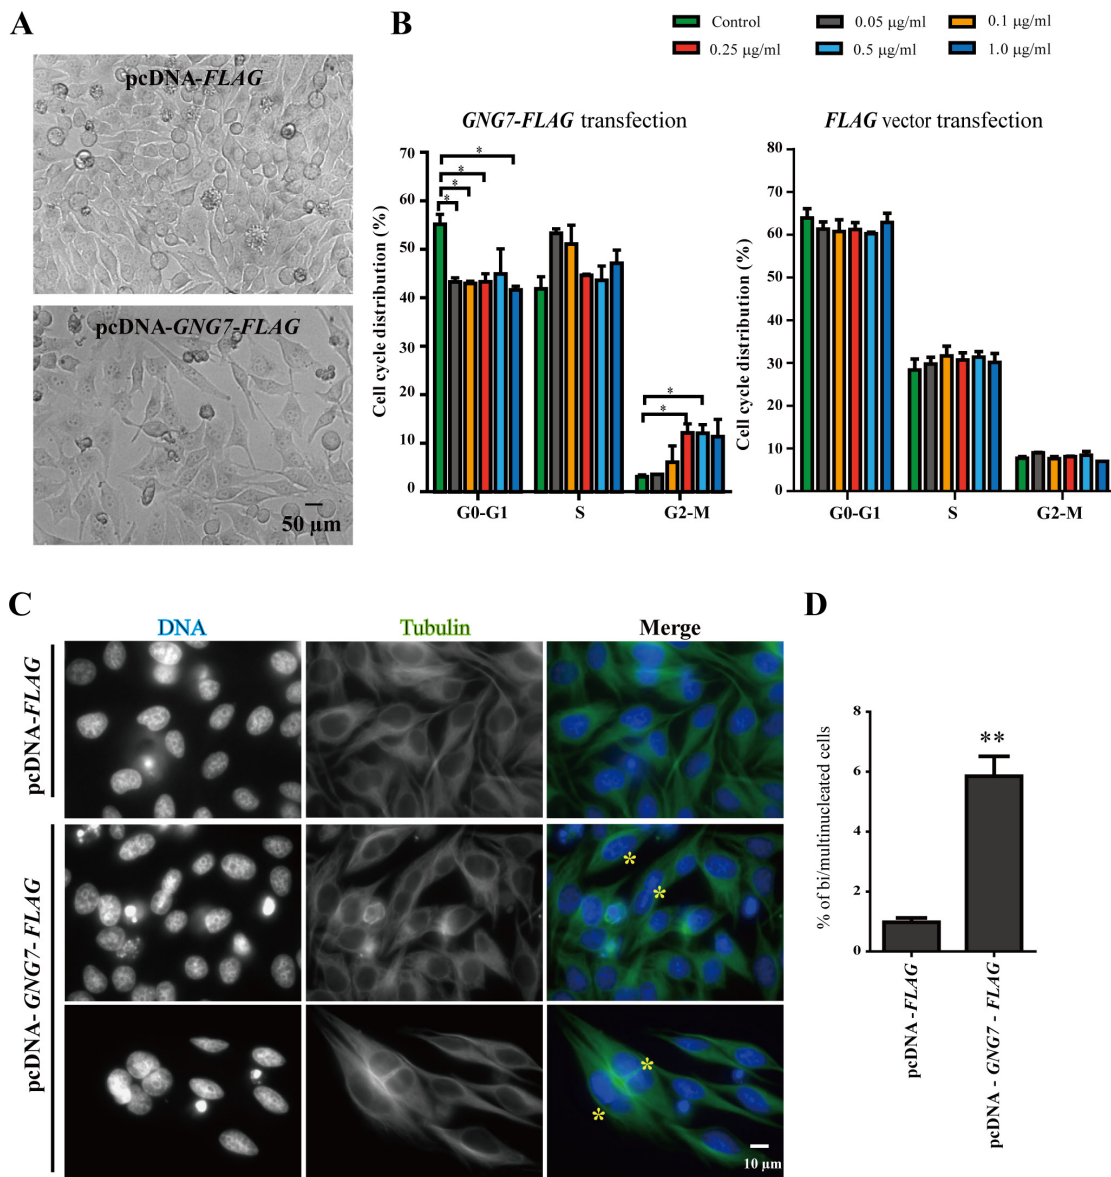 A
pcDNA-FLAG
pcDNA-GNG7-FLAG
50 µm
B
Control
0.05 µg/ml
0.1 µg/ml
0.25 µg/ml
0.5 µg/ml
1.0 µg/ml
GNG7-FLAG transfection
Cell cycle distribution (%)
70
60
50
40
30
20
10
0
*
*
*
*
*
*
G0-G1
S
G2-M
FLAG vector transfection
Cell cycle distribution (%)
80
70
60
50
40
30
20
10
0
G0-G1
S
G2-M
C
DNA
Tubulin
Merge
pcDNA-FLAG
pcDNA- GNG7- FLAG
*
*
*
*
10 µm
D
% of bi/multinucleated cells
8
6
4
2
0
**
pcDNA -FLAG
pcDNA - GNG7 - FLAG